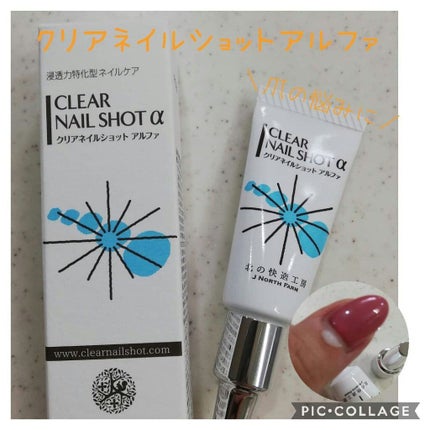 クリアネイルショットアルファ
浸透力特化型ネイルケア
CLEAR
NAIL SHOT α
クリアネイルショット アルファ
www.clearnailshot.com
\爪の悩みに/
CLEAR
NAIL SHOT α
クリアネイルショット アルファ
北の快適工房
J NORTH FARM
PIC•COLLAGE